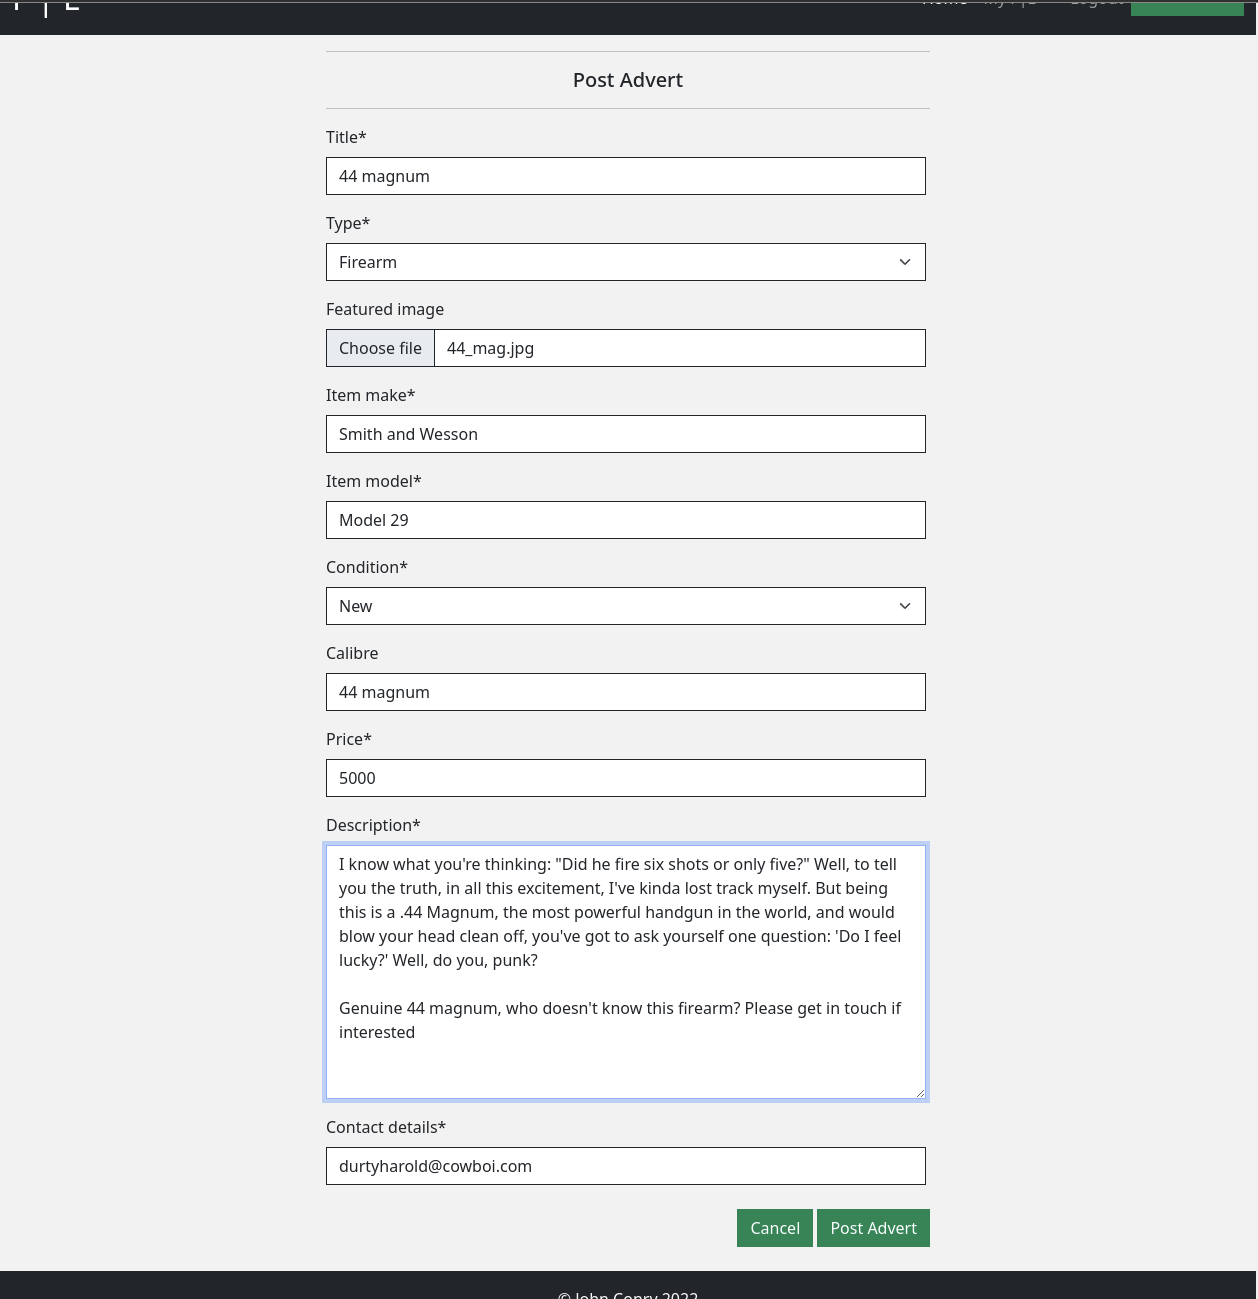 Home
Logout
Post Advert
Title*
44 magnum
Type*
Firearm
Featured image
Choose file 44_mag.jpg
Item make*
Smith and Wesson
Item model*
Model 29
Condition*
New
Calibre
44 magnum
Price*
5000
Description*
I know what you're thinking: "Did he fire six shots or only five?" Well, to tell
you the truth, in all this excitement, I've kinda lost track myself. But being
this is a .44 Magnum, the most powerful handgun in the world, and would
blow your head clean off, you've got to ask yourself one question: 'Do I feel
lucky?' Well, do you, punk?
Genuine 44 magnum, who doesn't know this firearm? Please get in touch if
interested
Contact details*
durtyharold@cowboi.com
Cancel Post Advert
© John Conry 2022